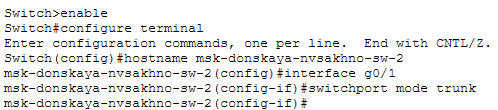 Switch>enable
Switch#configure terminal
Enter configuration commands, one per line.  End with CNTL/Z.
Switch(config)#hostname msk-donskaya-nvsakhno-sw-2
msk-donskaya-nvsakhno-sw-2(config)#interface g0/1
msk-donskaya-nvsakhno-sw-2(config-if)#switchport mode trunk
msk-donskaya-nvsakhno-sw-2(config-if)#